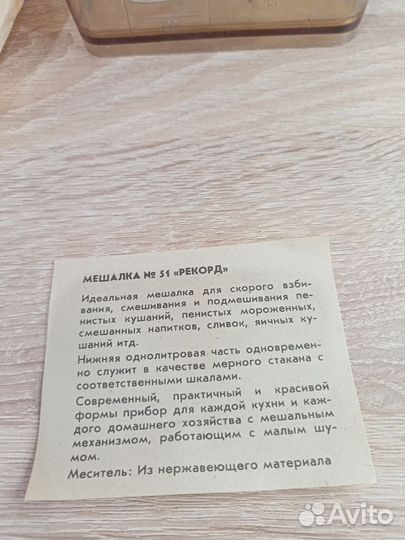 МЕШАЛКА № 51 «РЕКОРД»
Идеальная мешалка для скорого взби-
вания, смешивания и подмешивания пе-
нистых кушаний, пенистых мороженных,
смешанных напитков, сливок, яичных ку-
шаний итд.
Нижняя однолитровая часть одновремен-
но служит в качестве мерного стакана с
соответственными шкалами.
Современный, практичный и красивой
формы прибор для каждой кухни и каж-
дого домашнего хозяйства с мешальным
механизмом, работающим с малым шу-
мом.
Меситель: Из нержавеющего материала
Avito